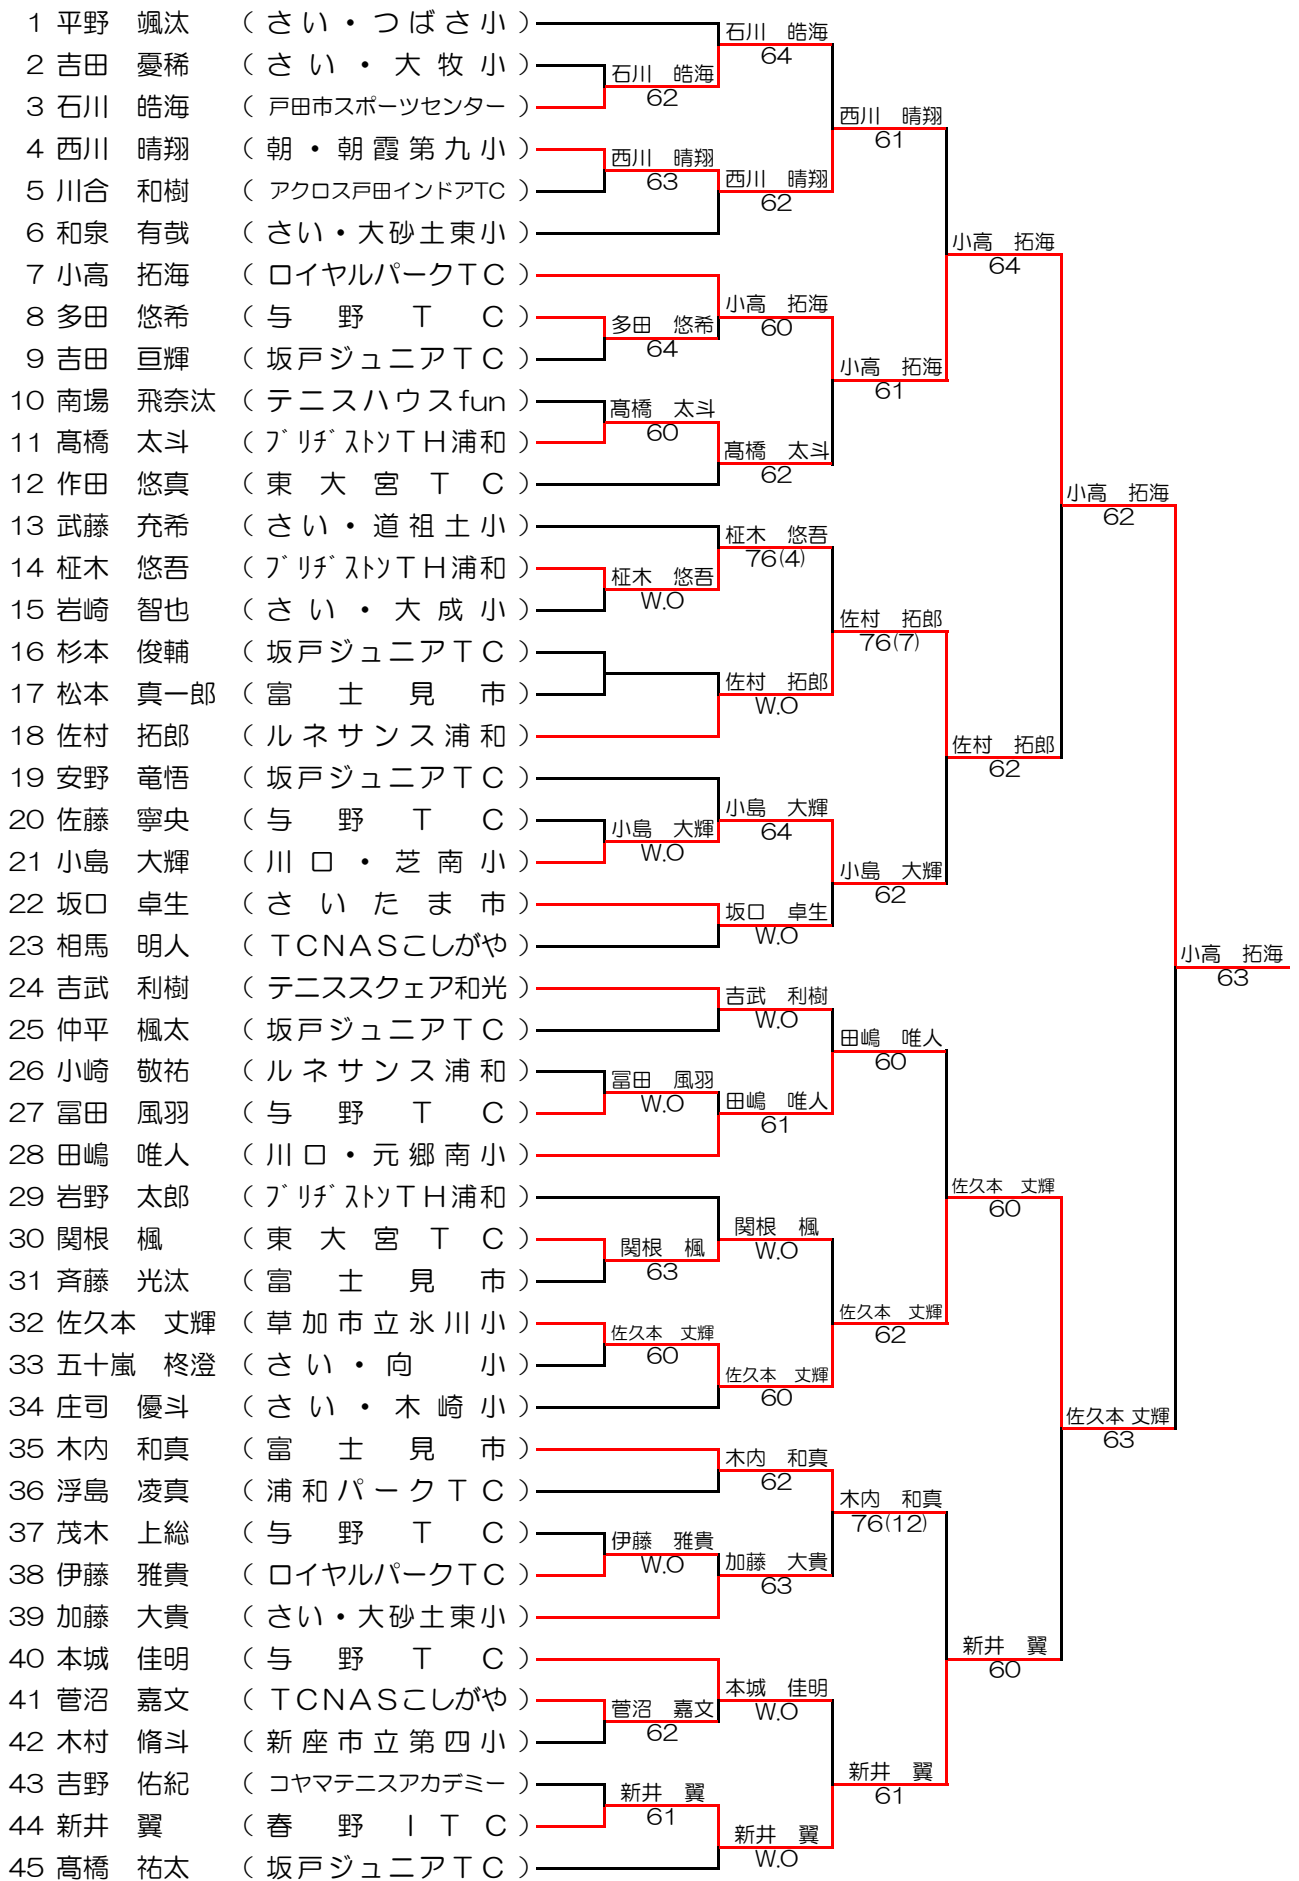 1 平野 颯汰 （さい・つばさ小）
2 吉田 憂稀 （さい・大牧小）
3 石川 皓海 （戸田市スポーツセンター）
4 西川 晴翔 （朝・朝霞第九小）
5 川合 和樹 （アクロス戸田インドアTC）
6 和泉 有哉 （さい・大砂土東小）
7 小高 拓海 （ロイヤルパークTC）
8 多田 悠希 （与野TC）
9 吉田 亘輝 （坂戸ジュニアTC）
10 南場 飛奈汰 （テニスハウスfun）
11 髙橋 太斗 （ﾌﾞﾘﾁﾞｽﾄﾝTH浦和）
12 作田 悠真 （東大宮TC）
13 武藤 充希 （さい・道祖土小）
14 柾木 悠吾 （ﾌﾞﾘﾁﾞｽﾄﾝTH浦和）
15 岩崎 智也 （さい・大成小）
16 杉本 俊輔 （坂戸ジュニアTC）
17 松本 真一郎 （富士見市）
18 佐村 拓郎 （ルネサンス浦和）
19 安野 竜悟 （坂戸ジュニアTC）
20 佐藤 寧央 （与野TC）
21 小島 大輝 （川口・芝南小）
22 坂口 卓生 （さいたま市）
23 相馬 明人 （TCNASこしがや）
24 吉武 利樹 （テニススクェア和光）
25 仲平 楓太 （坂戸ジュニアTC）
26 小崎 敬祐 （ルネサンス浦和）
27 冨田 風羽 （与野TC）
28 田嶋 唯人 （川口・元郷南小）
29 岩野 太郎 （ﾌﾞﾘﾁﾞｽﾄﾝTH浦和）
30 関根 楓 （東大宮TC）
31 斉藤 光汰 （富士見市）
32 佐久本 丈輝 （草加市立氷川小）
33 五十嵐 柊澄 （さい・向小）
34 庄司 優斗 （さい・木崎小）
35 木内 和真 （富士見市）
36 浮島 凌真 （浦和パークTC）
37 茂木 上総 （与野TC）
38 伊藤 雅貴 （ロイヤルパークTC）
39 加藤 大貴 （さい・大砂土東小）
40 本城 佳明 （与野TC）
41 菅沼 嘉文 （TCNASこしがや）
42 木村 脩斗 （新座市立第四小）
43 吉野 佑紀 （コヤマテニスアカデミー）
44 新井 翼 （春野ITC）
45 髙橋 祐太 （坂戸ジュニアTC）
石川 皓海
62
西川 晴翔
63
多田 悠希
64
髙橋 太斗
60
柾木 悠吾
W.O
小島 大輝
W.O
冨田 風羽
W.O
関根 楓
63
佐久本 丈輝
60
伊藤 雅貴
W.O
菅沼 嘉文
62
新井 翼
61
石川 皓海
64
西川 晴翔
62
小高 拓海
60
髙橋 太斗
62
柾木 悠吾
76(4)
佐村 拓郎
W.O
小島 大輝
64
坂口 卓生
W.O
吉武 利樹
W.O
田嶋 唯人
61
関根 楓
W.O
佐久本 丈輝
60
木内 和真
62
加藤 大貴
63
本城 佳明
W.O
新井 翼
W.O
西川 晴翔
61
小高 拓海
61
佐村 拓郎
76(7)
小島 大輝
62
田嶋 唯人
60
佐久本 丈輝
62
木内 和真
76(12)
新井 翼
61
小高 拓海
64
佐村 拓郎
62
佐久本 丈輝
60
新井 翼
60
小高 拓海
62
佐久本 丈輝
63
小高 拓海
63